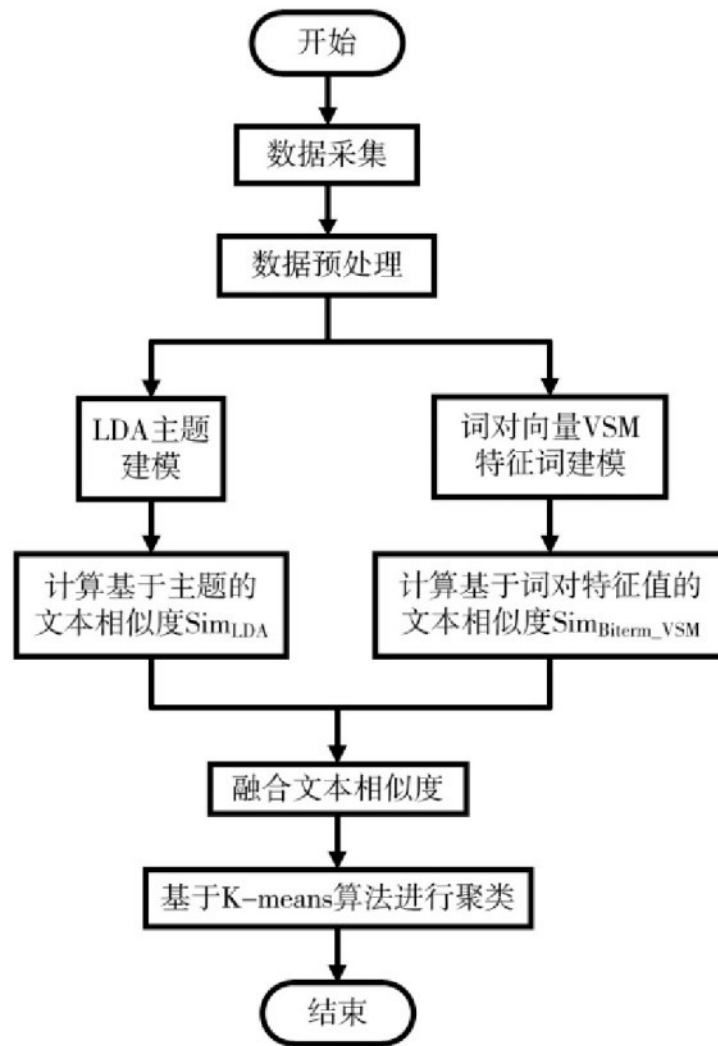 开始
数据采集
数据预处理
LDA主题
建模
词对向量VSM
特征词建模
计算基于主题的
文本相似度SimLDA
计算基于词对特征值的
文本相似度SimBiterm_VSM
融合文本相似度
基于K-means算法进行聚类
结束